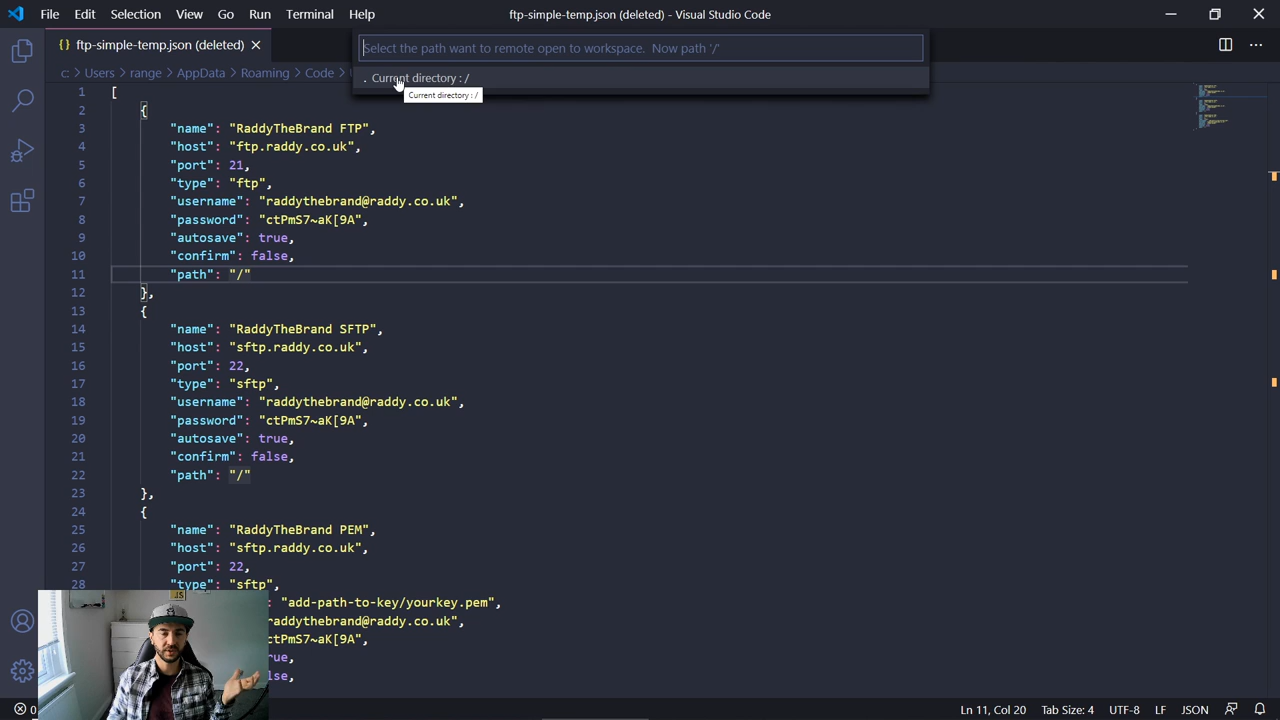 File Edit Selection View Go Run Terminal Help
ftp-simple-temp.json (deleted) - Visual Studio Code
{} ftp-simple-temp.json (deleted)
Select the path want to remote open to workspace.  Now path '/'
. Current directory : /
Current directory : /
c > Users > range > AppData > Roaming > Code >
1 [
2 {
3 "name": "RaddyTheBrand FTP",
4 "host": "ftp.raddy.co.uk",
5 "port": 21,
6 "type": "ftp",
7 "username": "raddythebrand@raddy.co.uk",
8 "password": "ctPmS7~aK[9A",
9 "autosave": true,
10 "confirm": false,
11 "path": "/"
12 },
13 {
14 "name": "RaddyTheBrand SFTP",
15 "host": "sftp.raddy.co.uk",
16 "port": 22,
17 "type": "sftp",
18 "username": "raddythebrand@raddy.co.uk",
19 "password": "ctPmS7~aK[9A",
20 "autosave": true,
21 "confirm": false,
22 "path": "/"
23 },
24 {
25 "name": "RaddyTheBrand PEM",
26 "host": "sftp.raddy.co.uk",
27 "port": 22,
28 "type": "sftp",
"add-path-to-key/yourkey.pem",
addythebrand@raddy.co.uk",
ctPmS7~aK[9A",
rue,
lse,
JS
0
Ln 11, Col 20 Tab Size: 4 UTF-8 LF JSON